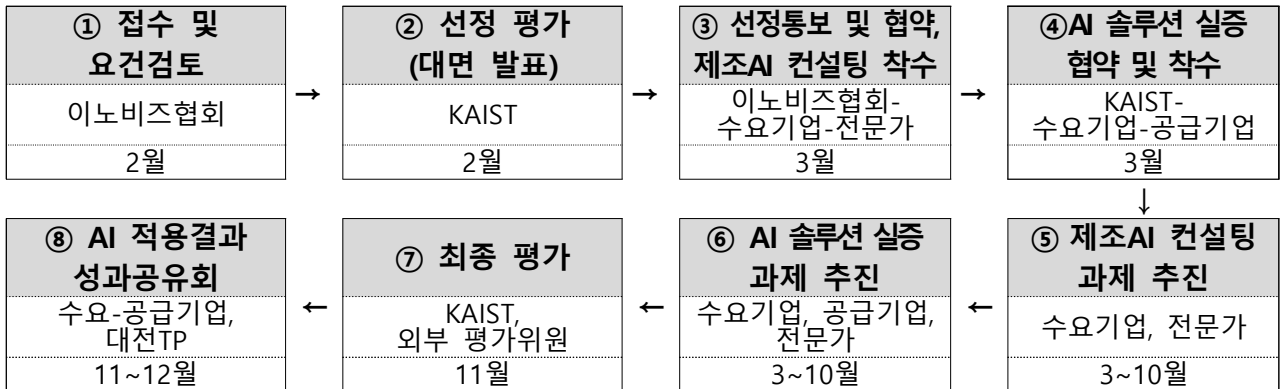 ① 접수 및
요건검토
이노비즈협회
2월
→
② 선정 평가
(대면 발표)
KAIST
2월
→
③ 선정통보 및 협약,
제조AI 컨설팅 착수
이노비즈협회-
수요기업-전문가
3월
→
④AI 솔루션 실증
협약 및 착수
KAIST-
수요기업-공급기업
3월
↓
⑤ 제조AI 컨설팅
과제 추진
수요기업, 전문가
3~10월
←
⑥ AI 솔루션 실증
과제 추진
수요기업, 공급기업,
전문가
3~10월
←
⑦ 최종 평가
KAIST,
외부 평가위원
11월
←
⑧ AI 적용결과
성과공유회
수요-공급기업,
대전TP
11~12월